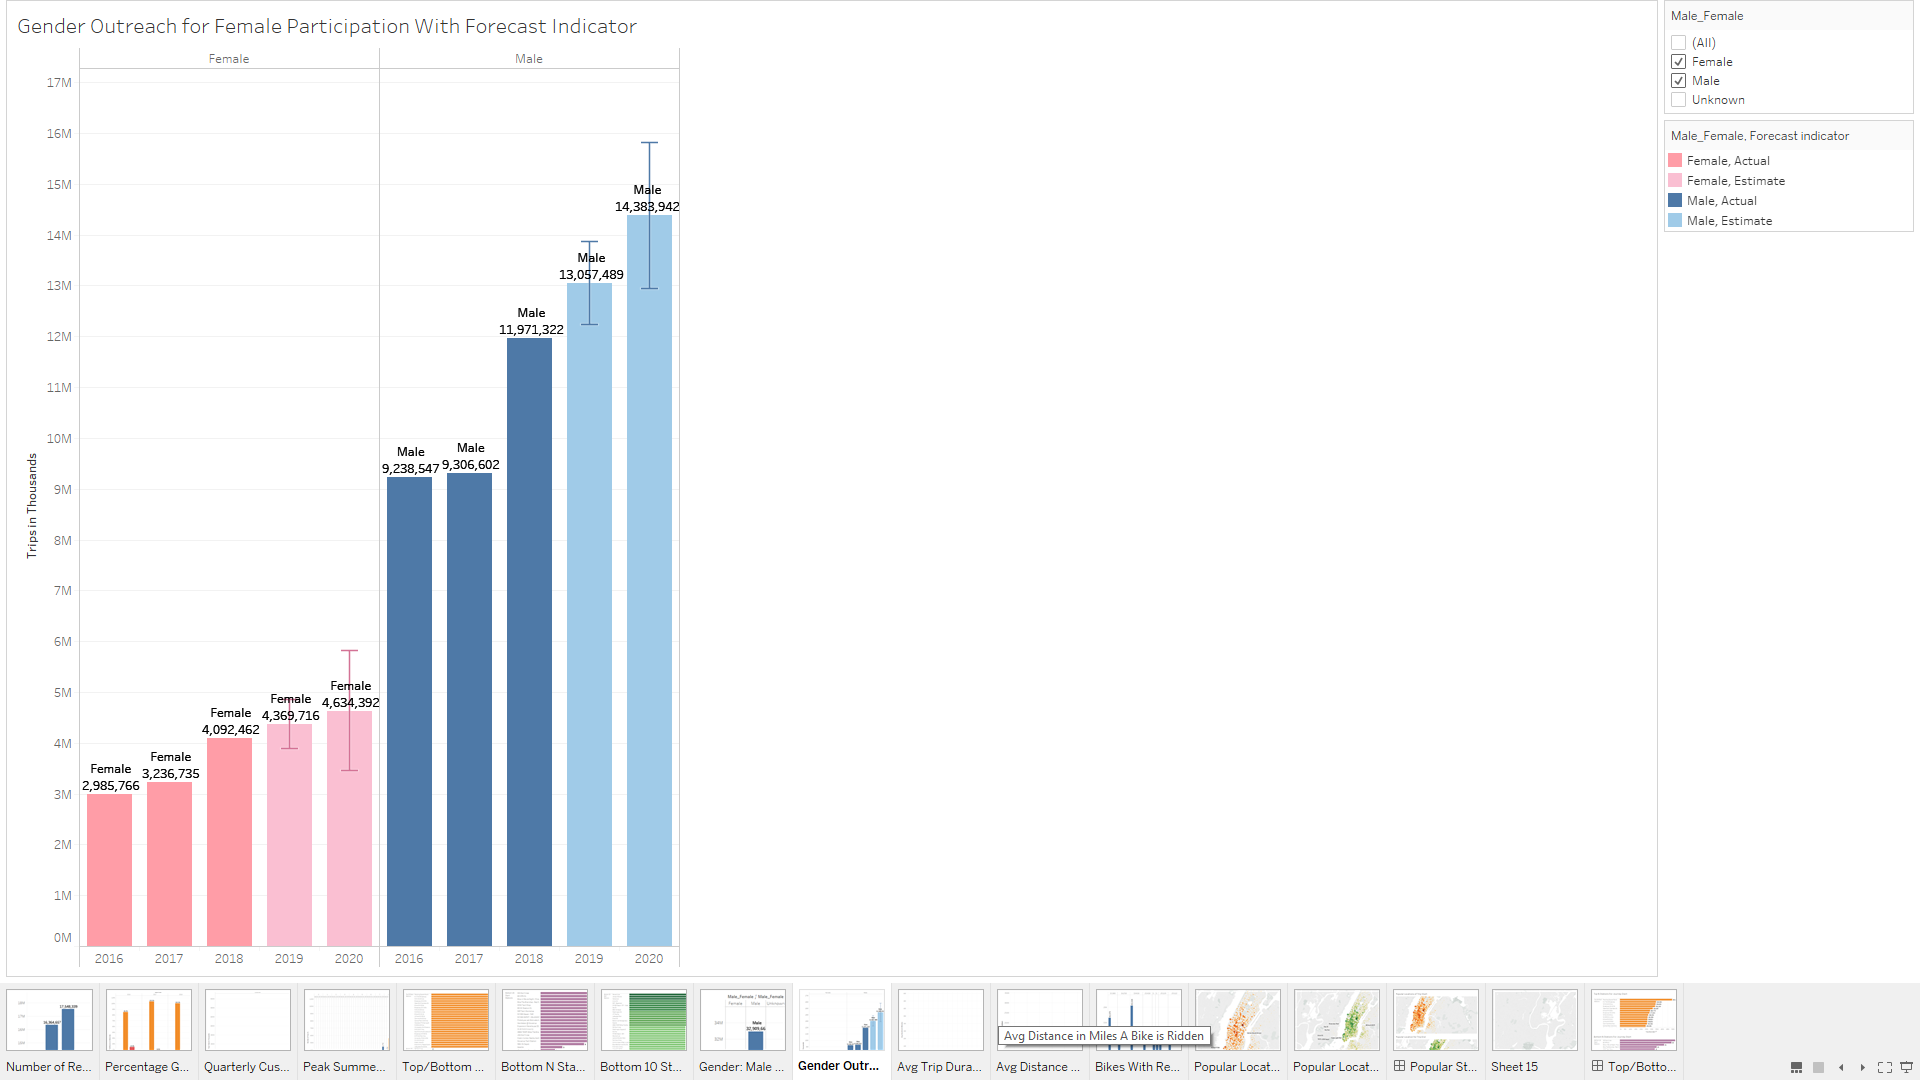 Gender Outreach for Female Participation With Forecast Indicator
Female
Male
17M
16M
15M
14M
13M
12M
11M
10M
9M
8M
7M
6M
5M
4M
3M
2M
1M
0M
Trips in Thousands
Female
2,985,766
Female
3,236,735
Female
4,092,462
Female
4,369,716
Female
4,634,392
Male
9,238,547
Male
9,306,602
Male
11,971,322
Male
13,057,489
Male
14,383,942
2016
2017
2018
2019
2020
2016
2017
2018
2019
2020
Male_Female
(All)
Female
Male
Unknown
Male_Female, Forecast indicator
Female, Actual
Female, Estimate
Male, Actual
Male, Estimate
Avg Distance in Miles A Bike is Ridden
Number of Re...
Percentage G...
Quarterly Cus...
Peak Summe...
Top/Bottom ...
Bottom N Sta...
Bottom 10 St...
Gender: Male ...
Gender Outr...
Avg Trip Dura...
Avg Distance ...
Bikes With Re...
Popular Locat...
Popular Locat...
Popular St...
Sheet 15
Top/Botto...